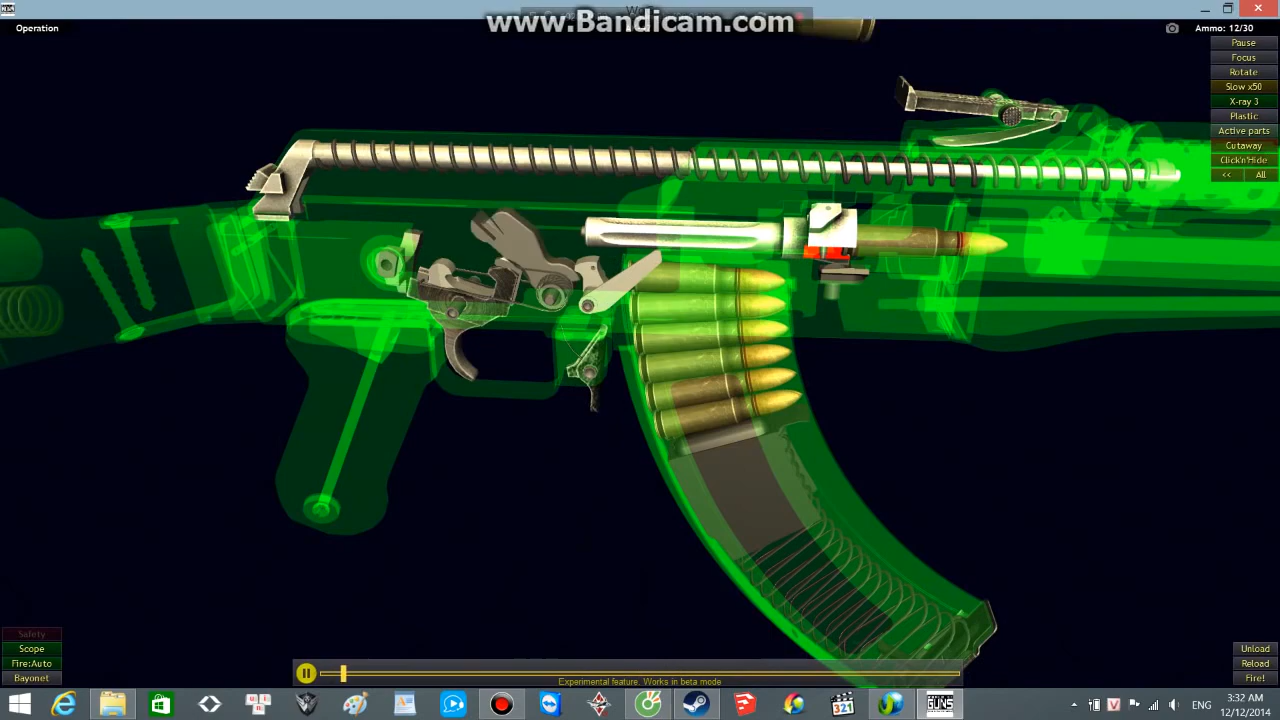 www.Bandicam.com
Operation
Ammo: 12/30
Pause
Focus
Rotate
Slow x50
X-ray 3
Plastic
Active parts
Cutaway
Click'n'Hide
<< All
Safety
Scope
Fire:Auto
Bayonet
Unload
Reload
Fire!
Experimental feature. Works in beta mode
321
GUNS
V
ENG
3:32 AM
12/12/2014